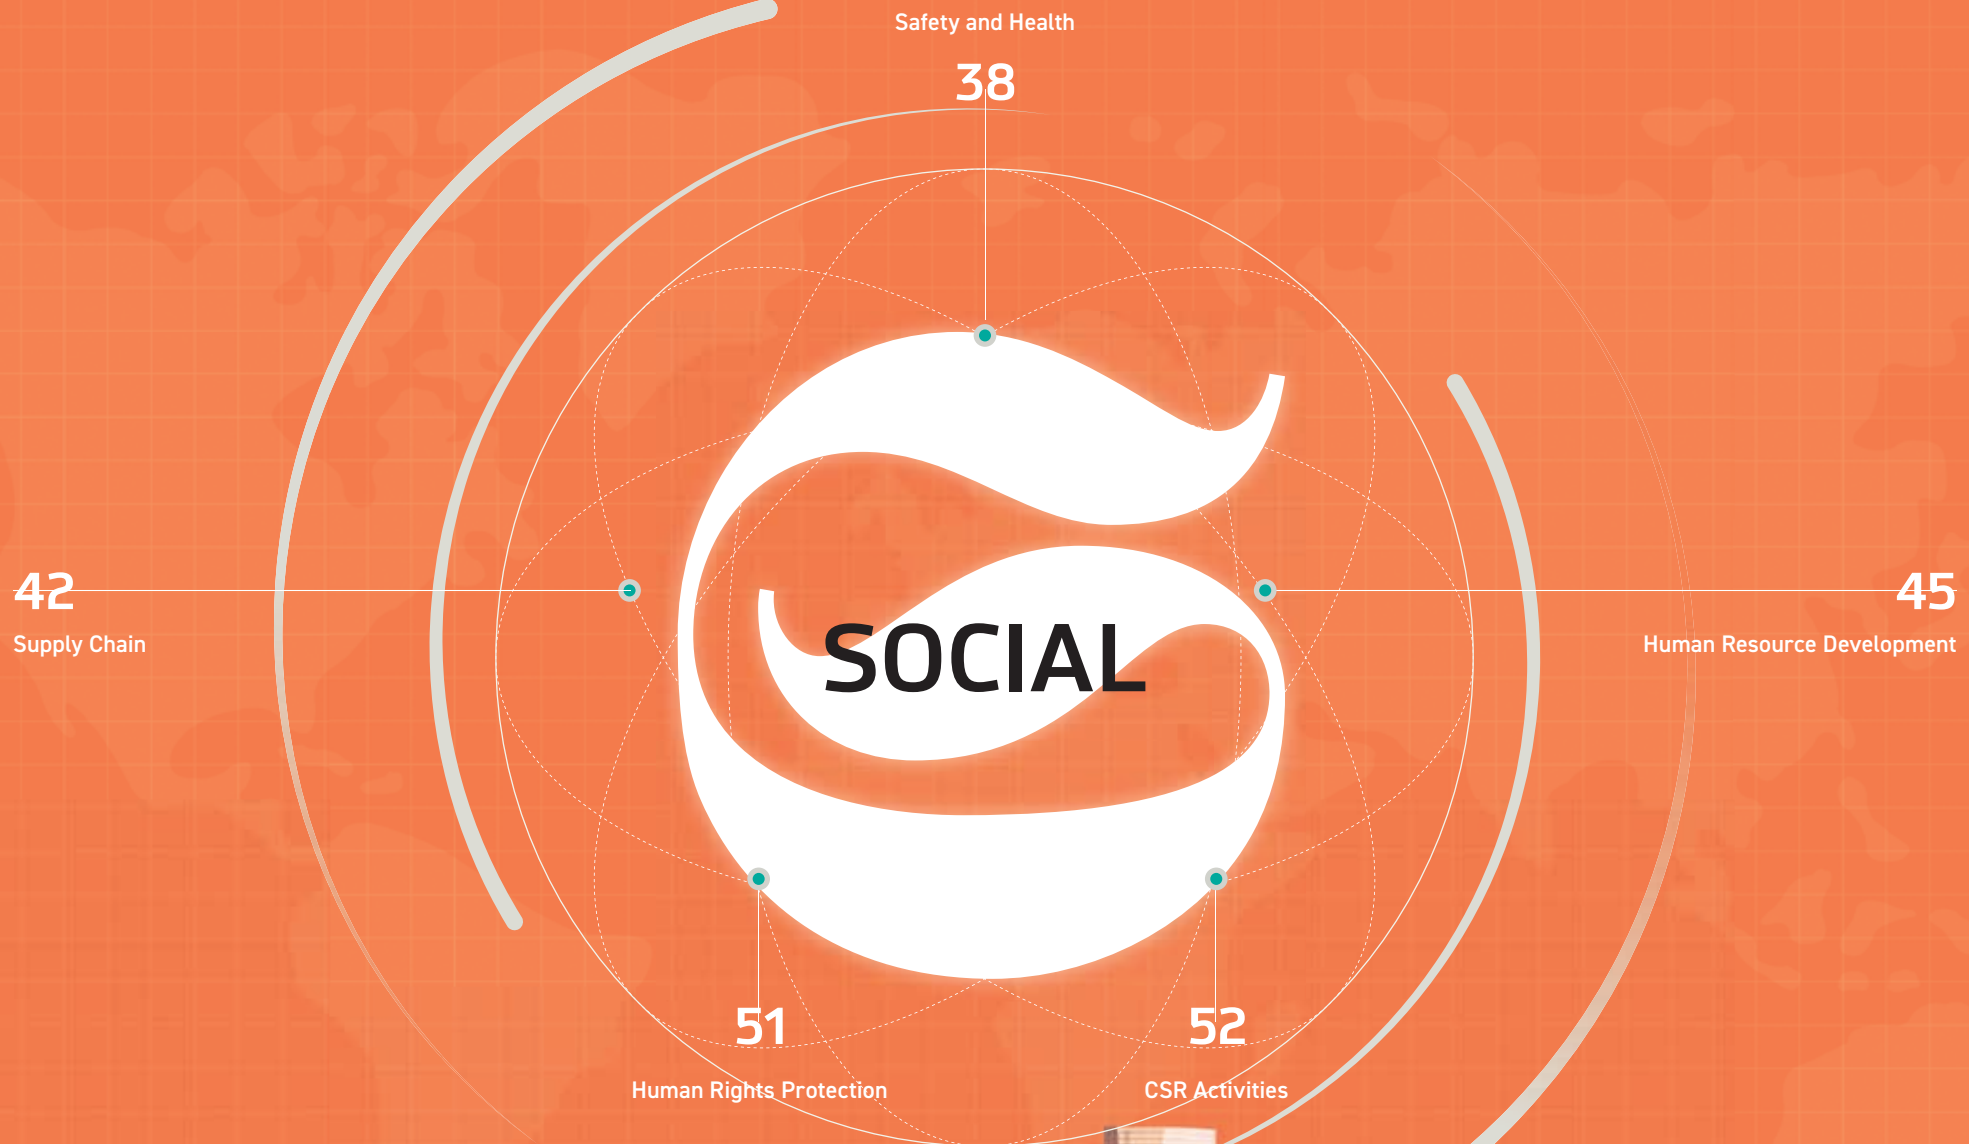 Safety and Health
38
42
Supply Chain
45
Human Resource Development
SOCIAL
51
Human Rights Protection
52
CSR Activities